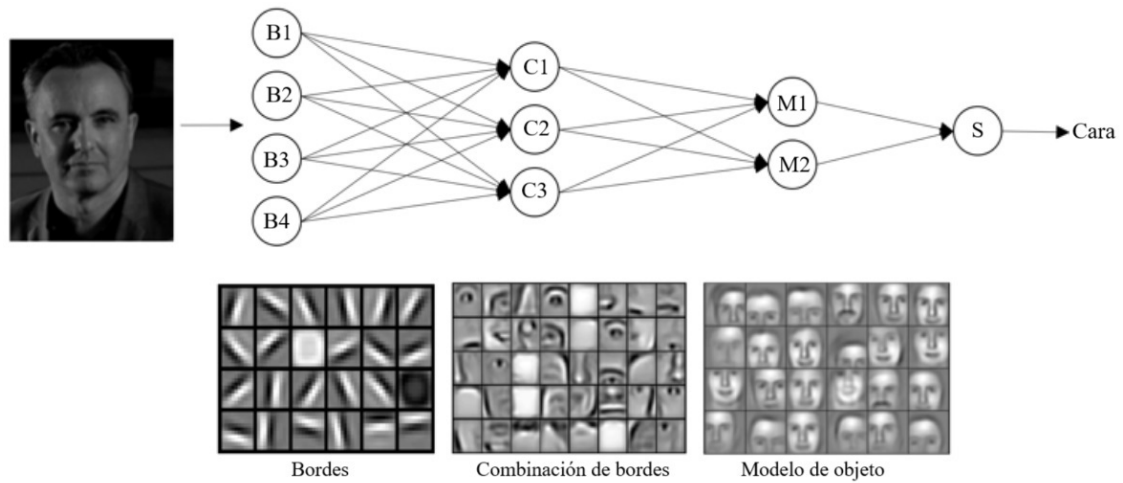 B1
B2
B3
B4
C1
C2
C3
M1
M2
S
Cara
Bordes
Combinación de bordes
Modelo de objeto